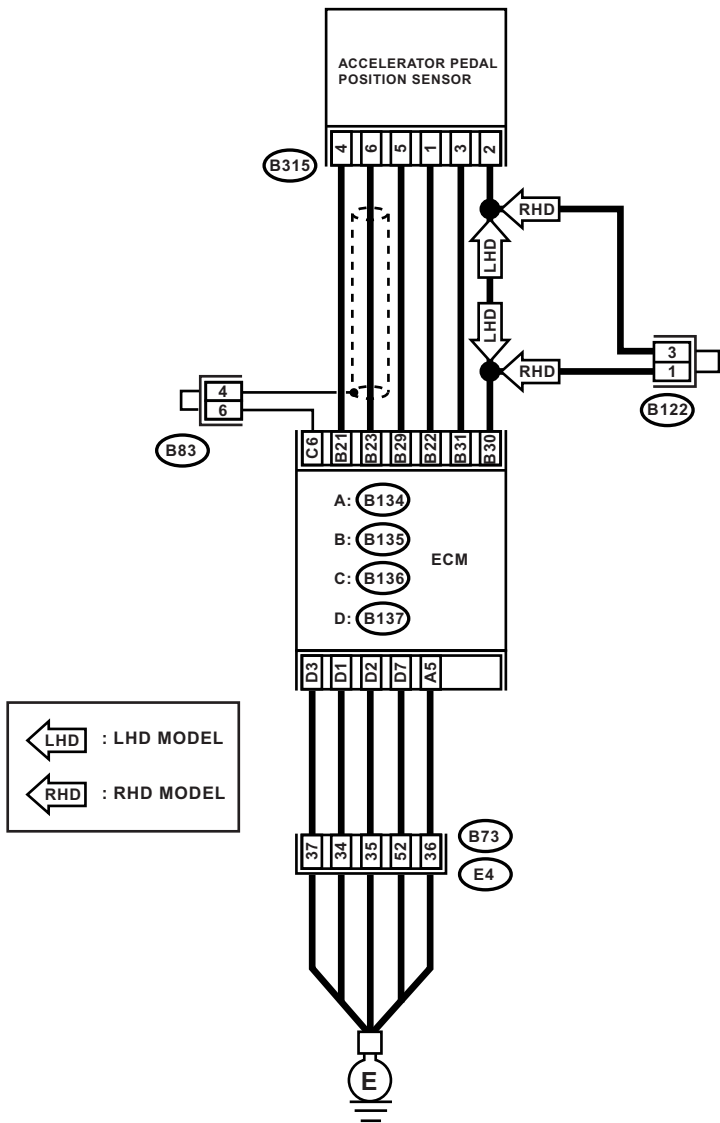 ACCELERATOR PEDAL
POSITION SENSOR
B315
4 6 5 1 3 2
RHD
LHD
LHD
RHD
3
1
B122
4
6
B83
C6 B21 B23 B29 B22 B31 B30
A: B134
B: B135
C: B136
D: B137
ECM
D3 D1 D2 D7 A5
LHD : LHD MODEL
RHD : RHD MODEL
37 34 35 52 36
B73
E4
E